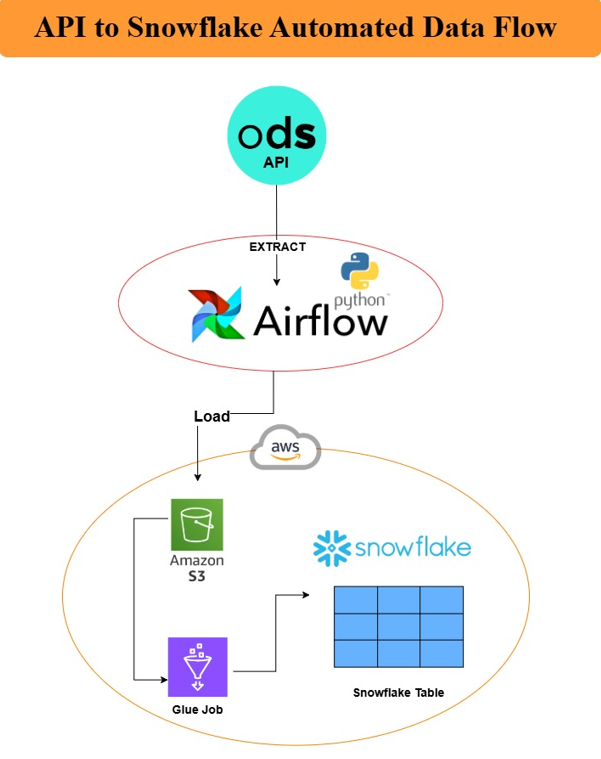 API to Snowflake Automated Data Flow
ods
API
EXTRACT
python
Airflow
Load
aws
Amazon
S3
snowflake
Glue Job
Snowflake Table